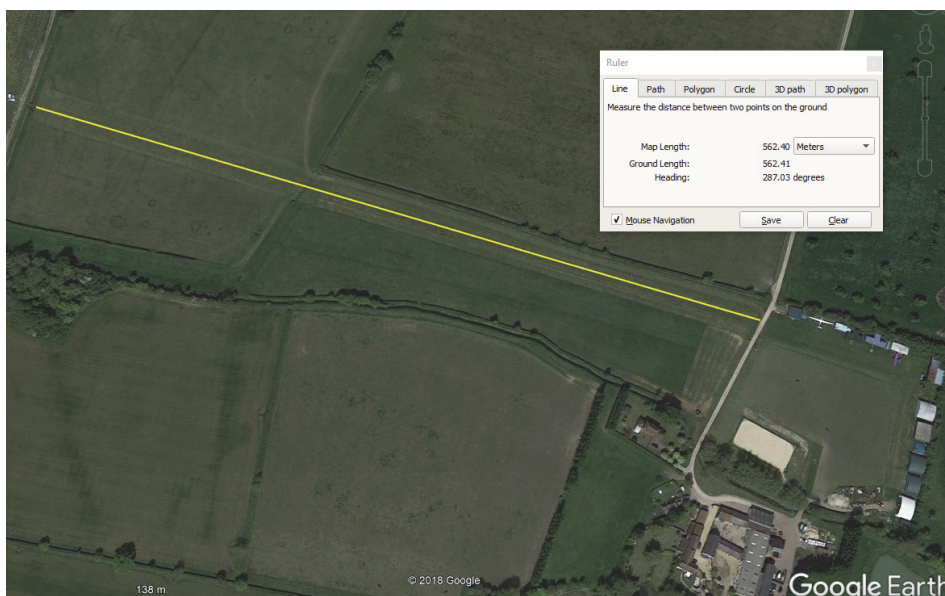 Ruler
Line Path Polygon Circle 3D path 3D polygon
Measure the distance between two points on the ground
Map Length: 562.40 Meters
Ground Length: 562.41
Heading: 287.03 degrees
Mouse Navigation Save Clear
© 2018 Google
138 m
Google Earth